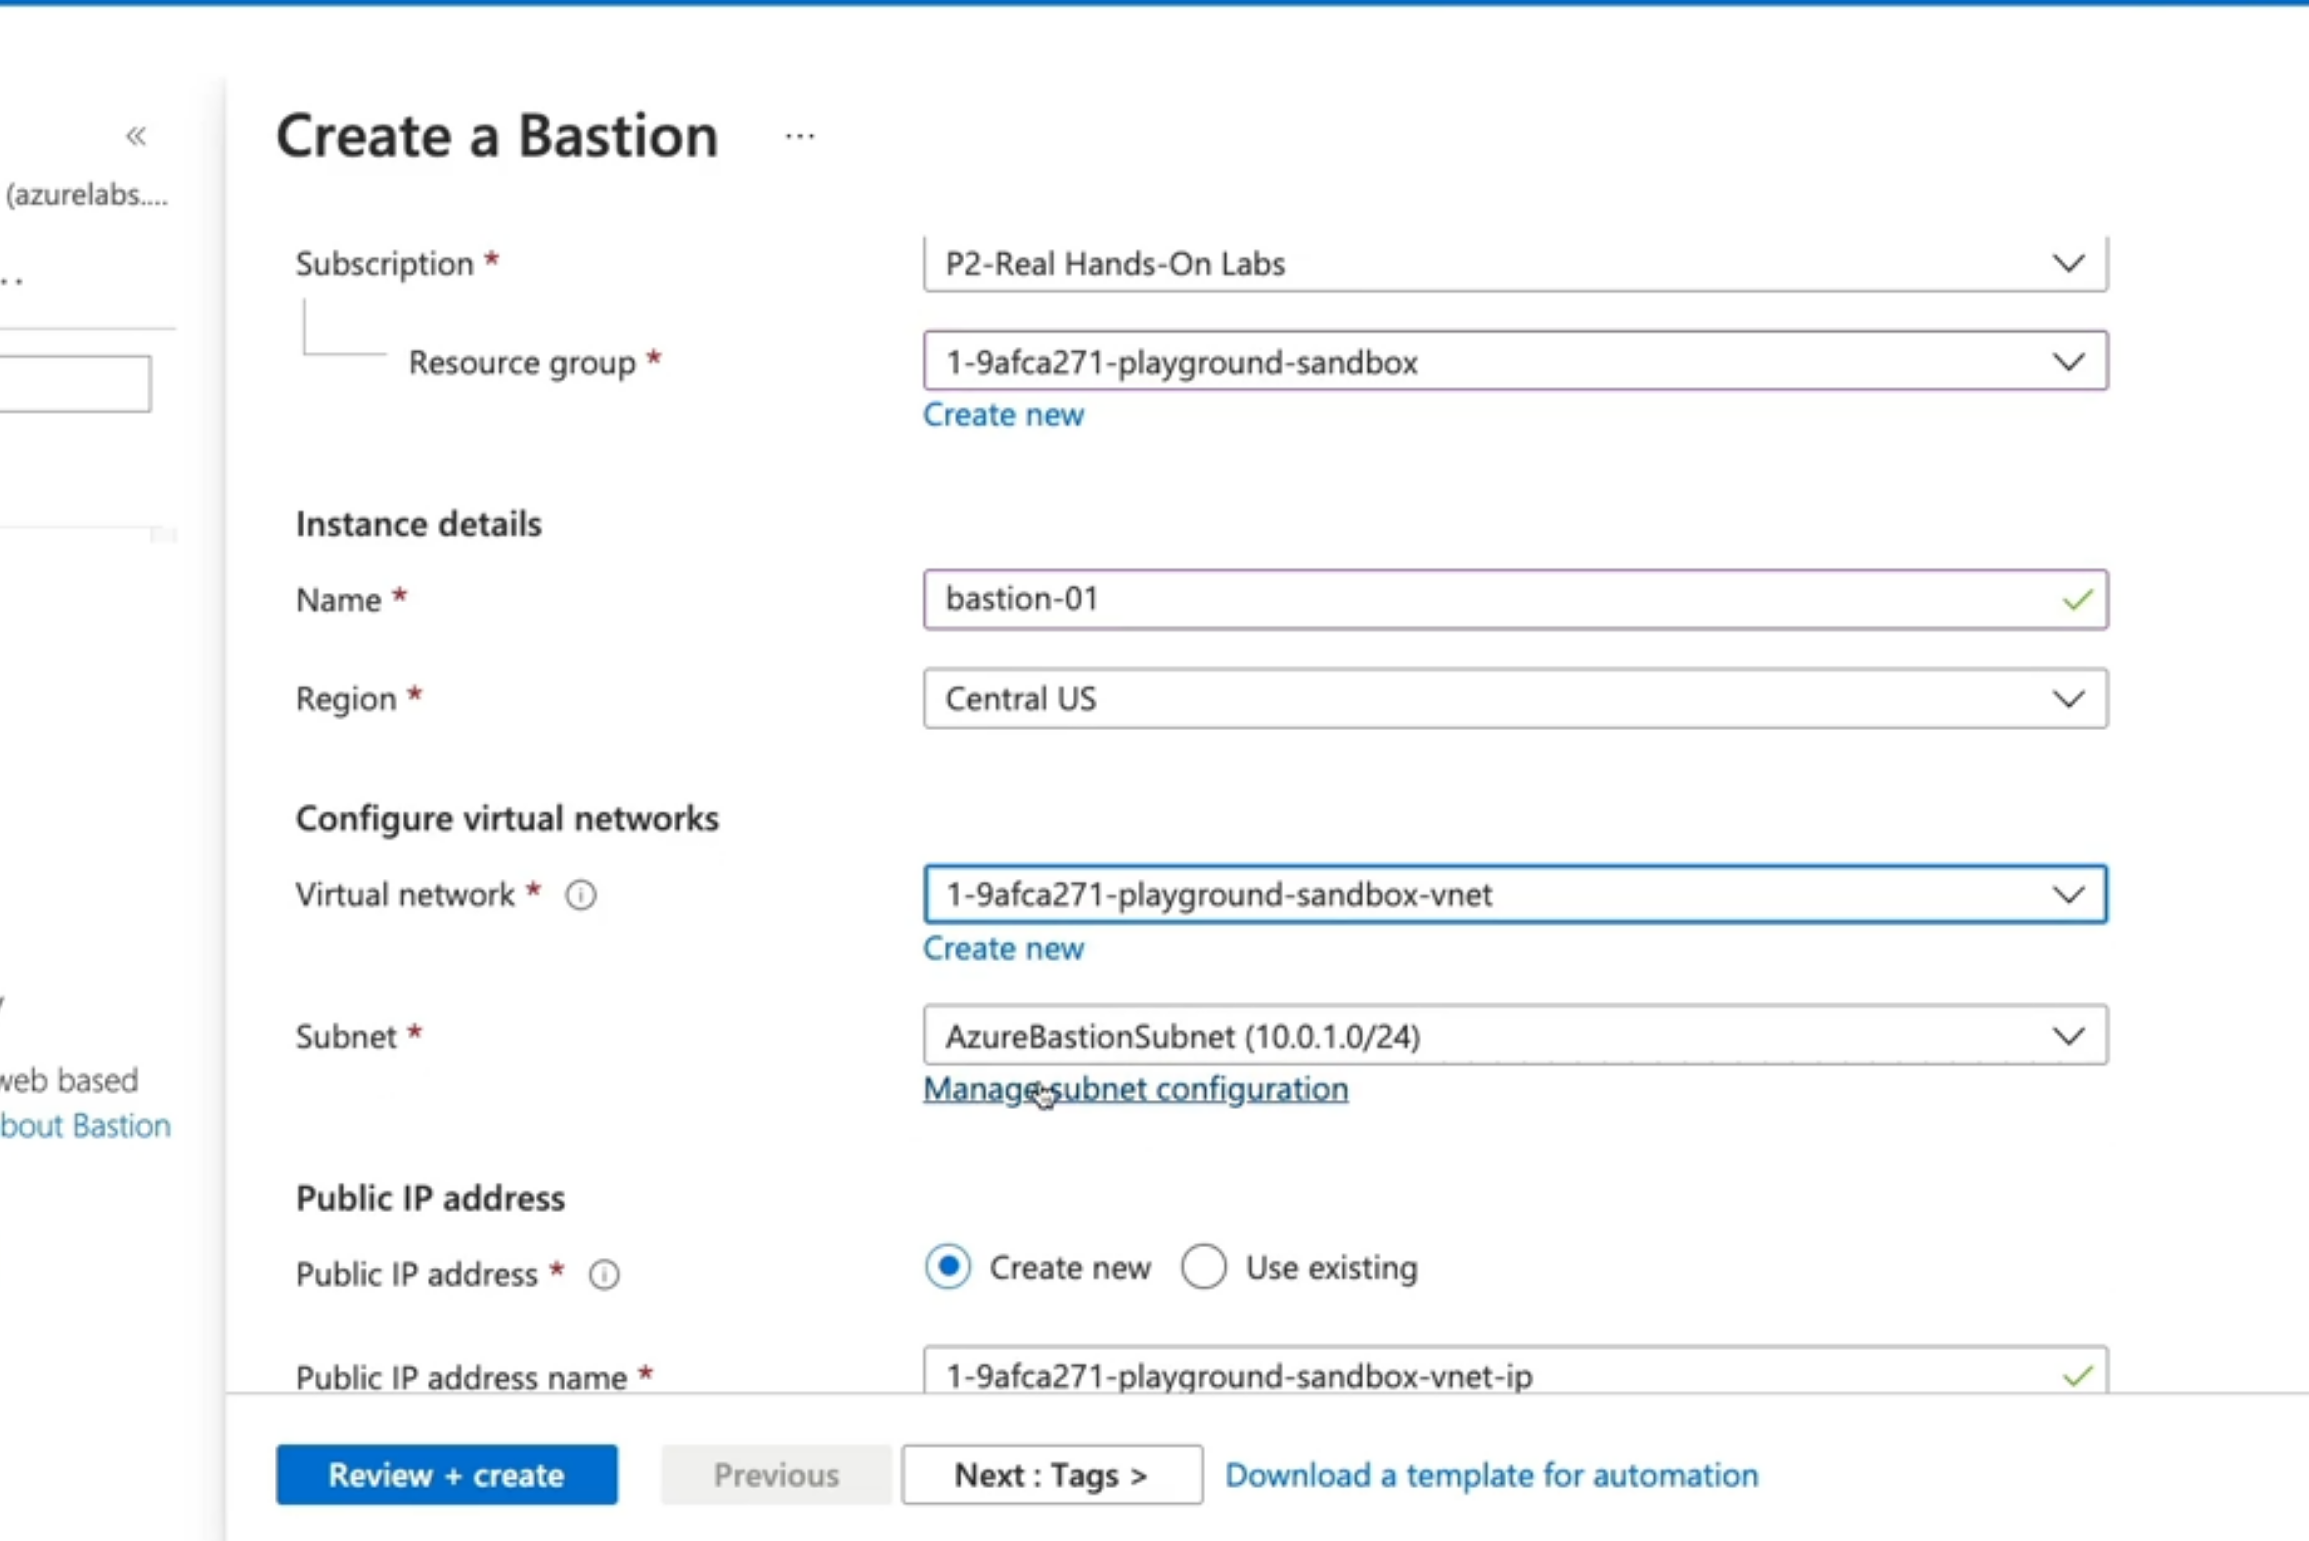 «
Create a Bastion ...
(azurelabs....
Subscription * P2-Real Hands-On Labs
Resource group * 1-9afca271-playground-sandbox
Create new
Instance details
Name * bastion-01
Region * Central US
Configure virtual networks
Virtual network * 1-9afca271-playground-sandbox-vnet
Create new
Subnet * AzureBastionSubnet (10.0.1.0/24)
Manage subnet configuration
web based
bout Bastion
Public IP address
Public IP address * Create new Use existing
Public IP address name * 1-9afca271-playground-sandbox-vnet-ip
Review + create Previous Next : Tags > Download a template for automation